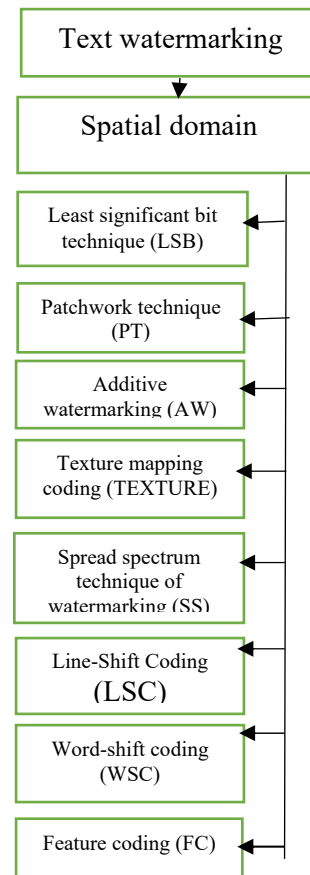 Text watermarking
Spatial domain
Least significant bit
technique (LSB)
Patchwork technique
(PT)
Additive
watermarking (AW)
Texture mapping
coding (TEXTURE)
Spread spectrum
technique of
watermarking (SS)
Line-Shift Coding
(LSC)
Word-shift coding
(WSC)
Feature coding (FC)